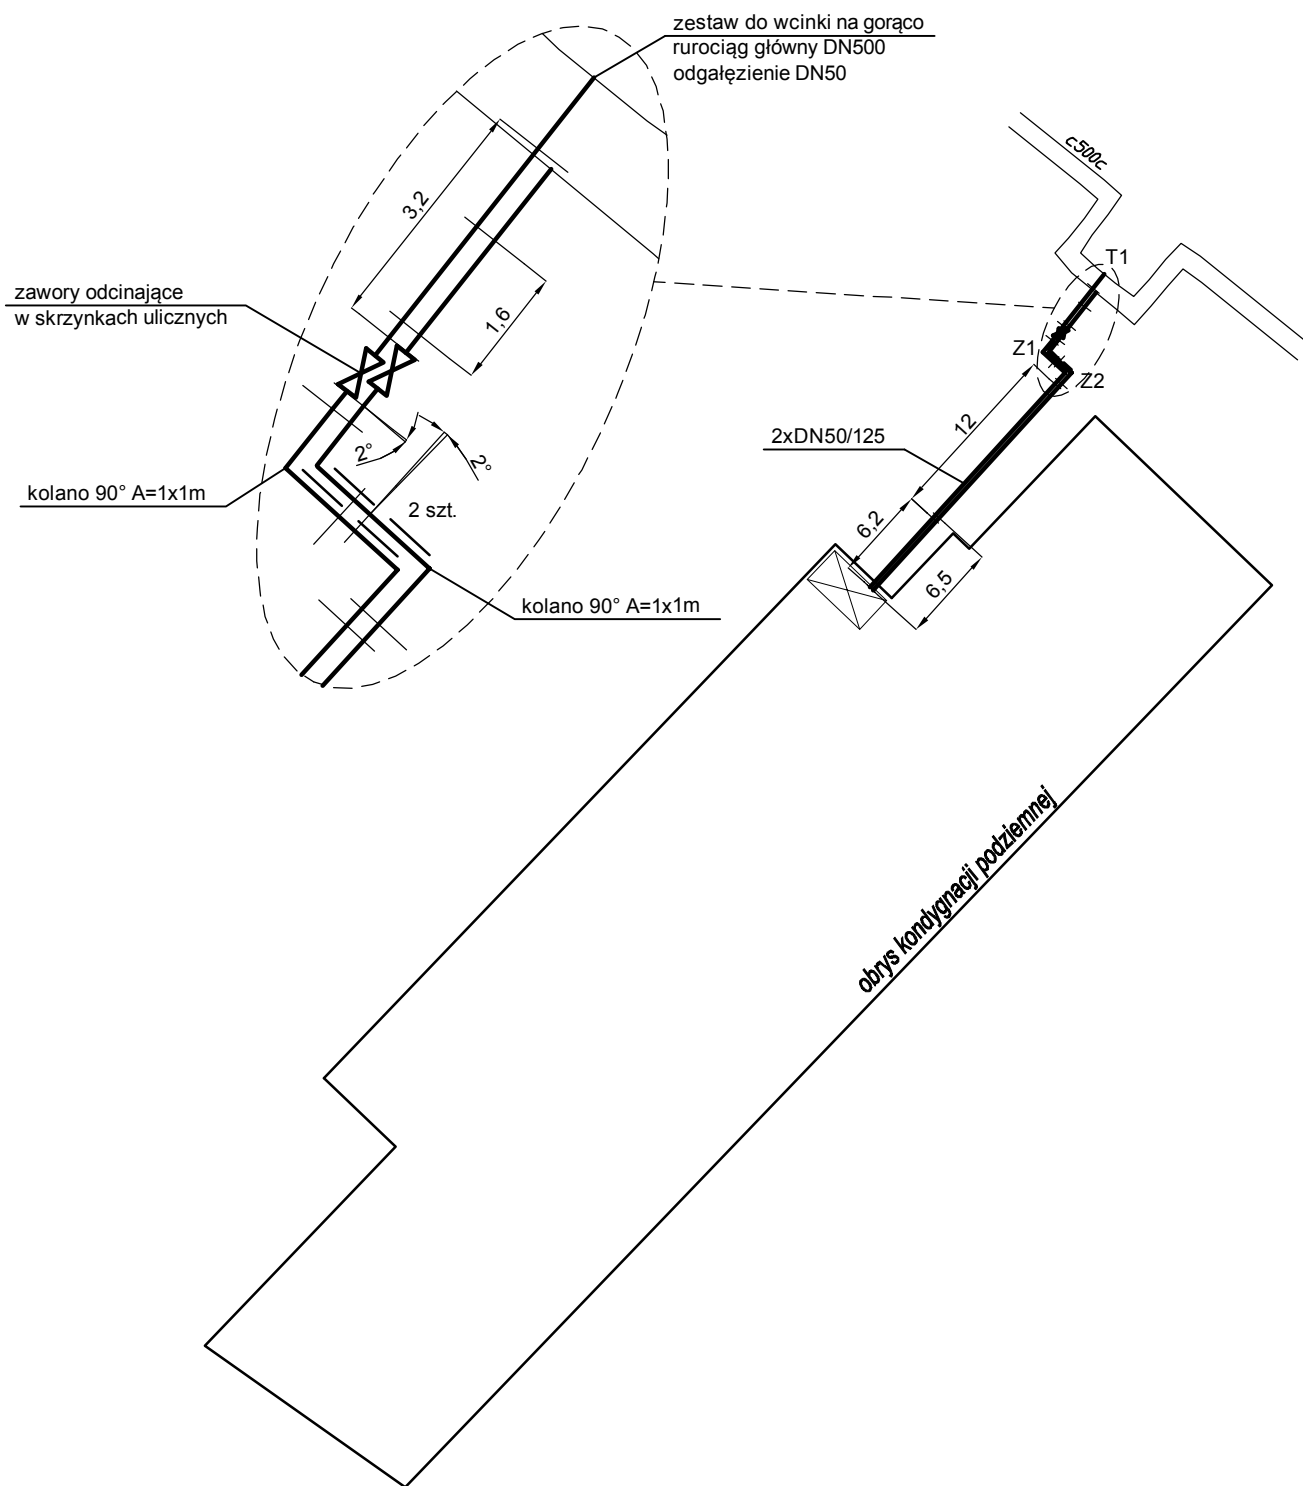 zestaw do wcinki na gorąco
rurociąg główny DN500
odgałęzienie DN50
c500c
3,2
T1
zawory odcinające
w skrzynkach ulicznych
1,6
Z1
Z2
12
2xDN50/125
2°
2°
kolano 90° A=1x1m
2 szt.
6,2
6,5
kolano 90° A=1x1m
obrys kondygnacji podziemnej